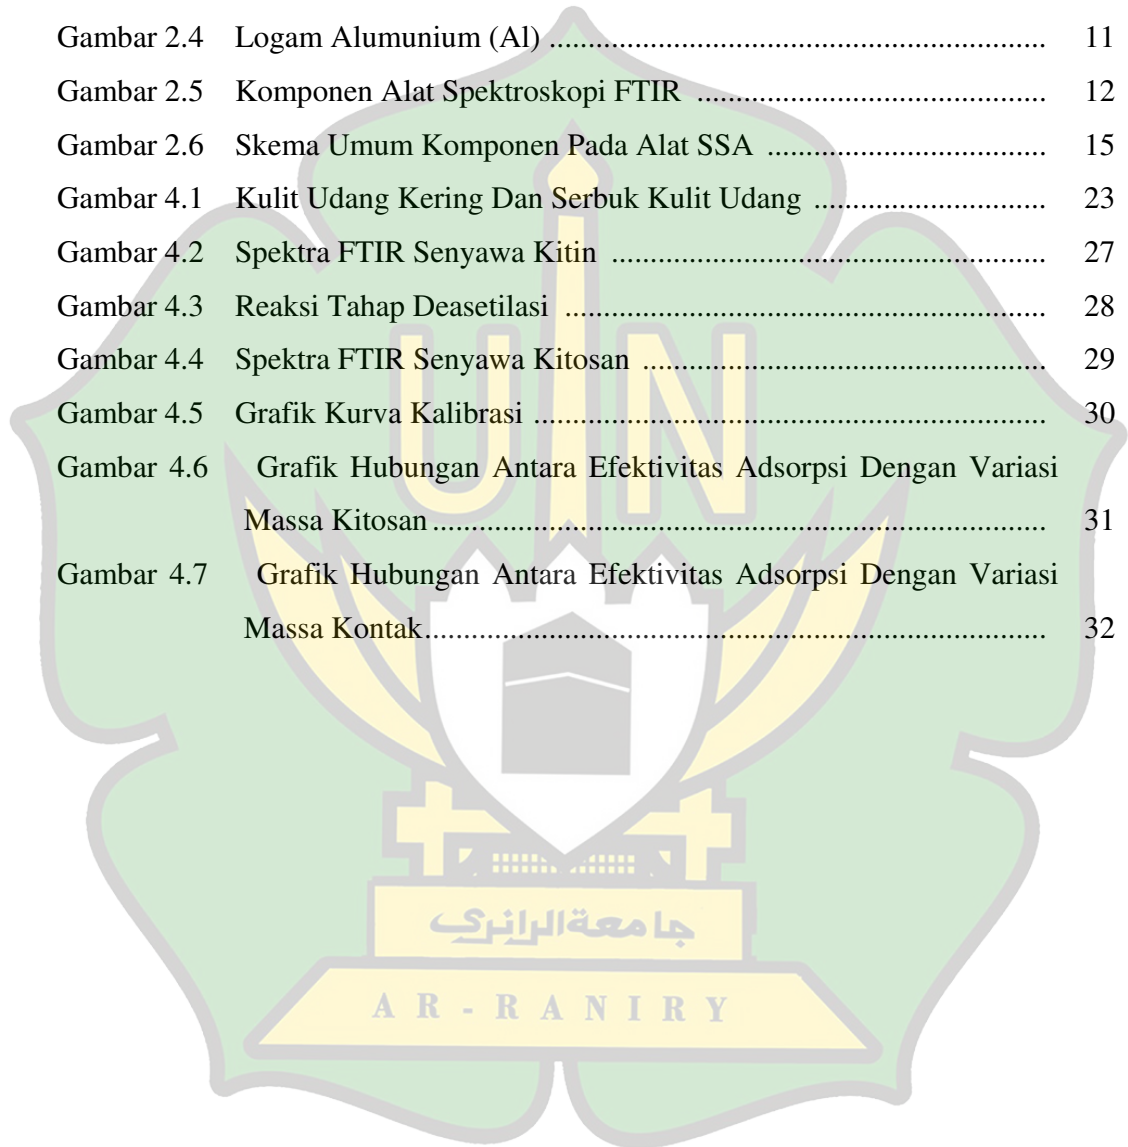 Gambar 2.4 Logam Alumunium (Al) ........................................................................ 11
Gambar 2.5 Komponen Alat Spektroskopi FTIR .................................................. 12
Gambar 2.6 Skema Umum Komponen Pada Alat SSA ........................................ 15
Gambar 4.1 Kulit Udang Kering Dan Serbuk Kulit Udang ................................. 23
Gambar 4.2 Spektra FTIR Senyawa Kitin .............................................................. 27
Gambar 4.3 Reaksi Tahap Deasetilasi ..................................................................... 28
Gambar 4.4 Spektra FTIR Senyawa Kitosan .......................................................... 29
Gambar 4.5 Grafik Kurva Kalibrasi .......................................................................... 30
Gambar 4.6 Grafik Hubungan Antara Efektivitas Adsorpsi Dengan Variasi
Massa Kitosan ......................................................................................... 31
Gambar 4.7 Grafik Hubungan Antara Efektivitas Adsorpsi Dengan Variasi
Massa Kontak .......................................................................................... 32
UIN
جامعةالرانري
AR-RANIRY